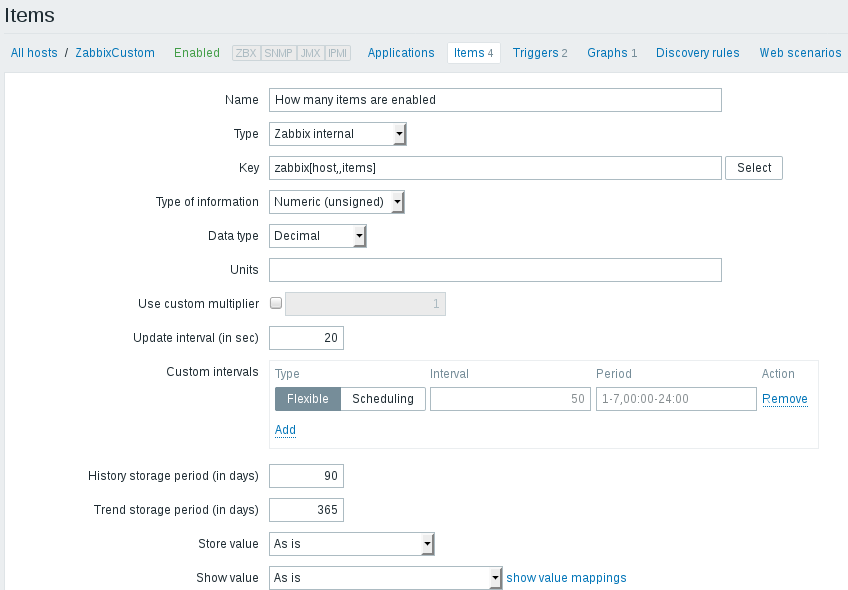 Items
All hosts / ZabbixCustom Enabled ZBX SNMP JMX IPMI Applications Items 4 Triggers 2 Graphs 1 Discovery rules Web scenarios
Name How many items are enabled
Type Zabbix internal
Key zabbix[host,,items] Select
Type of information Numeric (unsigned)
Data type Decimal
Units
Use custom multiplier 1
Update interval (in sec) 20
Custom intervals Type Interval Period Action
Flexible Scheduling 50 1-7,00:00-24:00 Remove
Add
History storage period (in days) 90
Trend storage period (in days) 365
Store value As is
Show value As is show value mappings